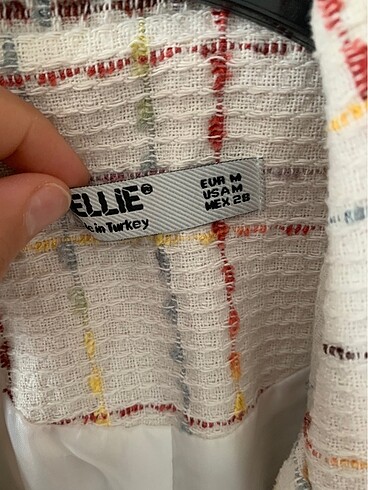 ELLIE®
in Turkey
EUR M
USA M
MEX 28